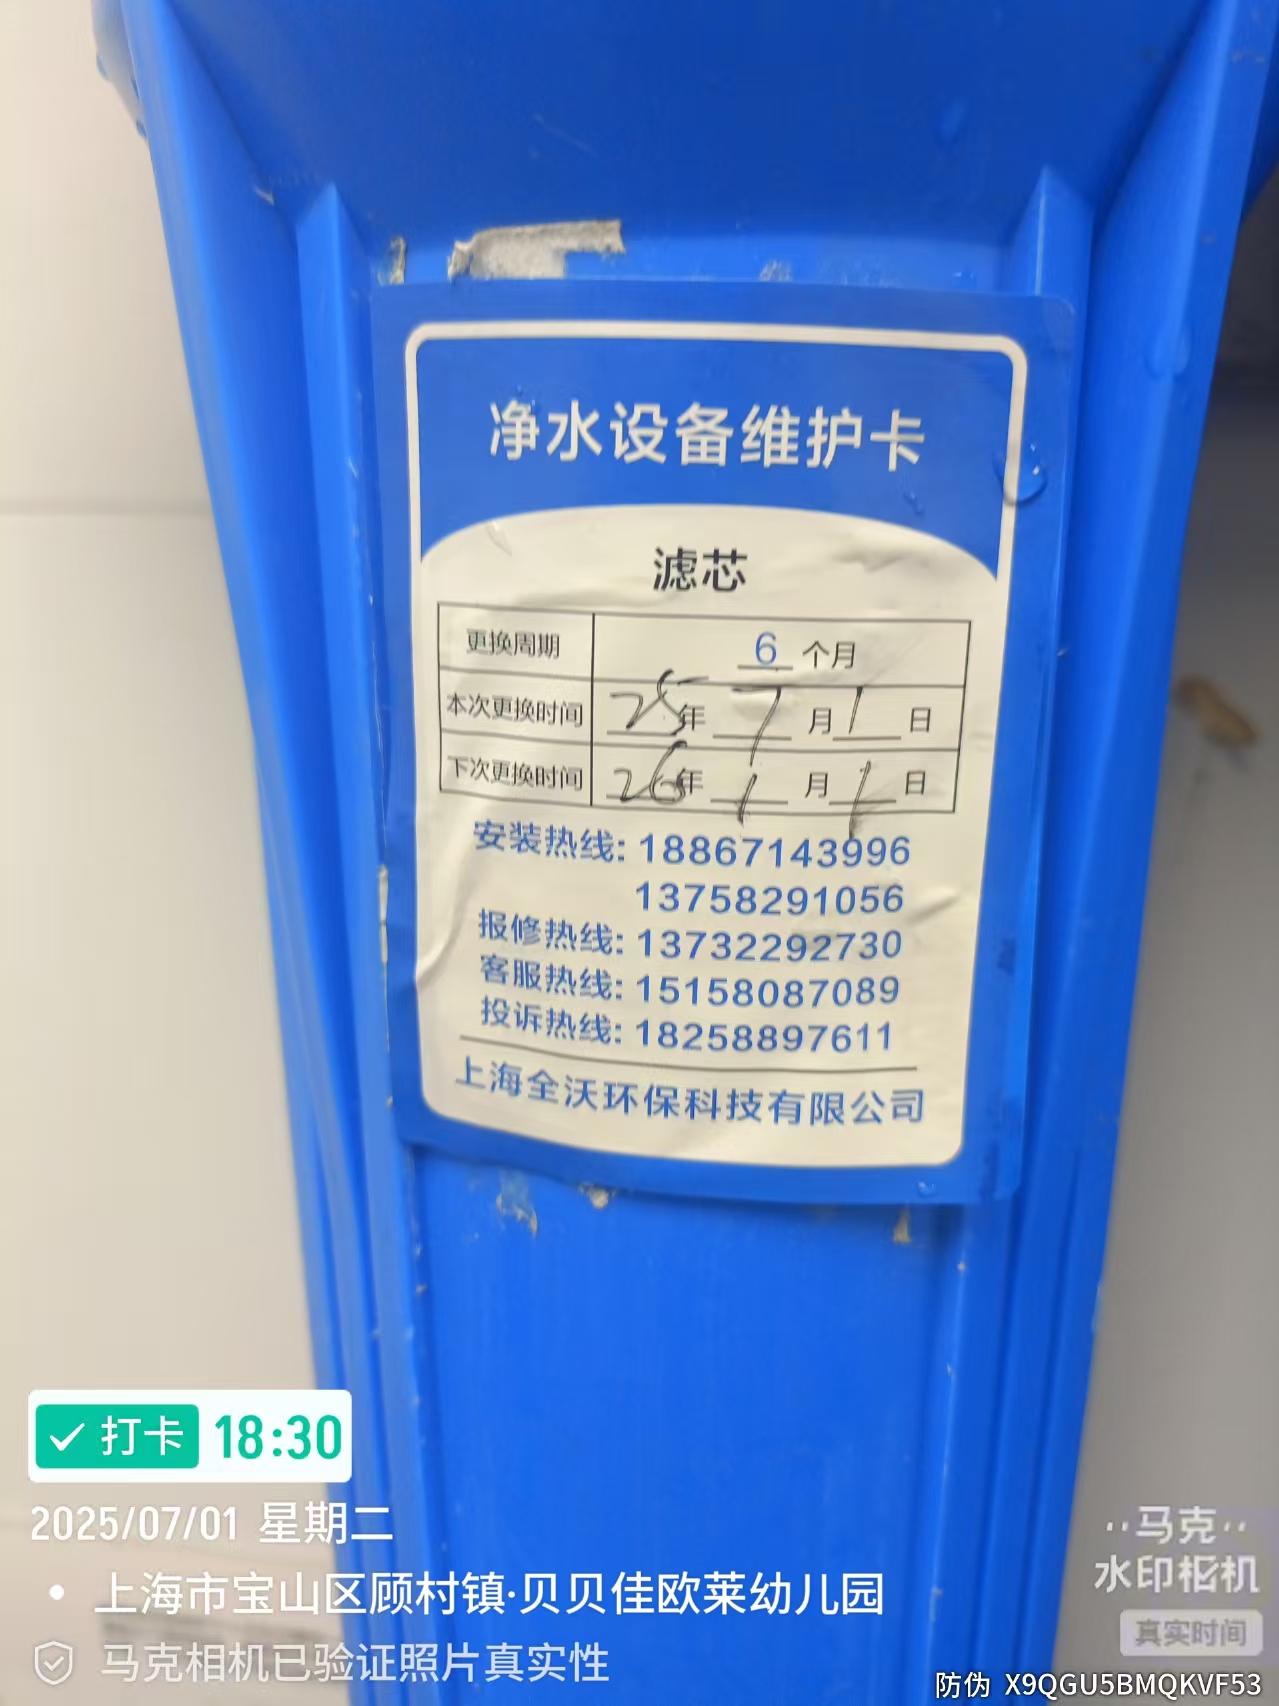 净水设备维护卡
滤芯
更换周期 6 个月
本次更换时间 25年 7 月 1 日
下次更换时间 26年 1 月 1 日
安装热线: 18867143996
13758291056
报修热线: 13732292730
客服热线: 15158087089
投诉热线: 18258897611
上海全沃环保科技有限公司
打卡 18:30
2025/07/01 星期二
上海市宝山区顾村镇·贝贝佳欧莱幼儿园
马克相机已验证照片真实性
马克
水印相机
真实时间
防伪 X9QGU5BMQKVF53